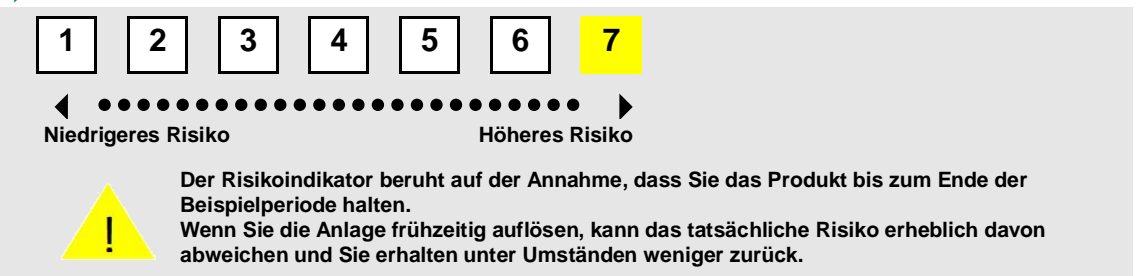 1 2 3 4 5 6 7
Niedrigeres Risiko Höheres Risiko
!
Der Risikoindikator beruht auf der Annahme, dass Sie das Produkt bis zum Ende der
Beispielperiode halten.
Wenn Sie die Anlage frühzeitig auflösen, kann das tatsächliche Risiko erheblich davon
abweichen und Sie erhalten unter Umständen weniger zurück.